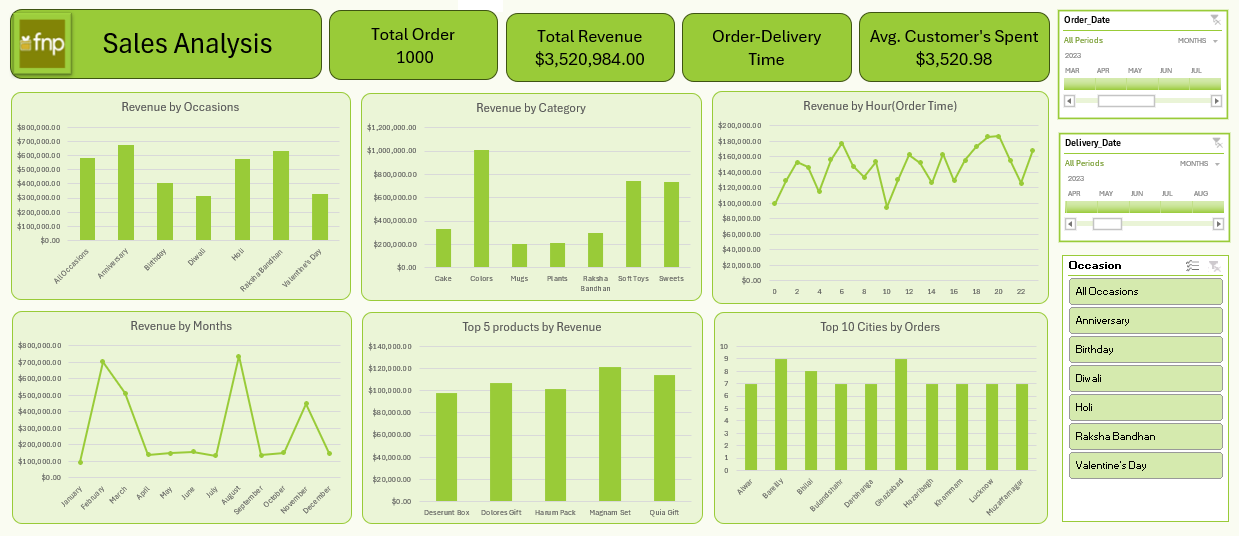 fnp
Sales Analysis
Total Order
1000
Total Revenue
$3,520,984.00
Order-Delivery
Time
Avg. Customer's Spent
$3,520.98
Order_Date
All Periods
MONTHS
2023
MAR APR MAY JUN JUL
Delivery_Date
All Periods
MONTHS
2023
APR MAY JUN JUL AUG
Occasion
All Occasions
Anniversary
Birthday
Diwali
Holi
Raksha Bandhan
Valentine's Day
Revenue by Occasions
$800,000.00
$700,000.00
$600,000.00
$500,000.00
$400,000.00
$300,000.00
$200,000.00
$100,000.00
$0.00
All Occasions
Anniversary
Birthday
Diwali
Holi
Raksha Bandhan
Valentine's Day
Revenue by Category
$1,200,000.00
$1,000,000.00
$800,000.00
$600,000.00
$400,000.00
$200,000.00
$0.00
Cake Colors Mugs Plants Raksha Bandhan Soft Toys Sweets
Revenue by Hour(Order Time)
$200,000.00
$180,000.00
$160,000.00
$140,000.00
$120,000.00
$100,000.00
$80,000.00
$60,000.00
$40,000.00
$20,000.00
$0.00
0 2 4 6 8 10 12 14 16 18 20 22
Revenue by Months
$800,000.00
$700,000.00
$600,000.00
$500,000.00
$400,000.00
$300,000.00
$200,000.00
$100,000.00
$0.00
January
February
March
April
May
June
July
August
September
October
November
December
Top 5 products by Revenue
$140,000.00
$120,000.00
$100,000.00
$80,000.00
$60,000.00
$40,000.00
$20,000.00
$0.00
Deserunt Box Dolores Gift Harum Pack Magnam Set Quia Gift
Top 10 Cities by Orders
10
9
8
7
6
5
4
3
2
1
0
Alwar
Bareilly
Bhilai
Bulandshahr
Darbhanga
Ghaziabad
Hazaribagh
Khammam
Lucknow
Muzaffarnagar